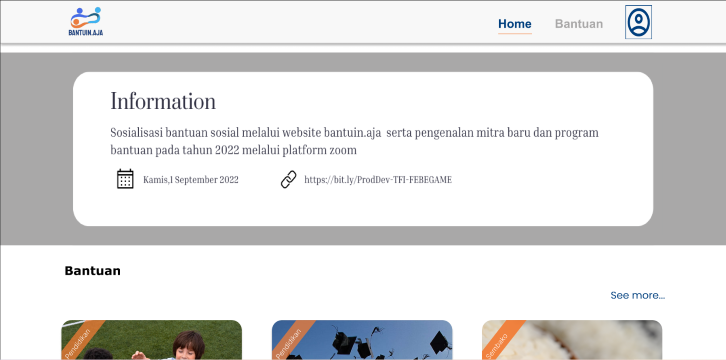 BANTUIN.AJA
Home
Bantuan
Information
Sosialisasi bantuan sosial melalui website bantuin.aja serta pengenalan mitra baru dan program
bantuan pada tahun 2022 melalui platform zoom
Kamis,1 September 2022
https;//bit.ly/ProdDev-TFI-FEBEGAME
Bantuan
See more...
Pendidikan
Pendidikan
Sembako